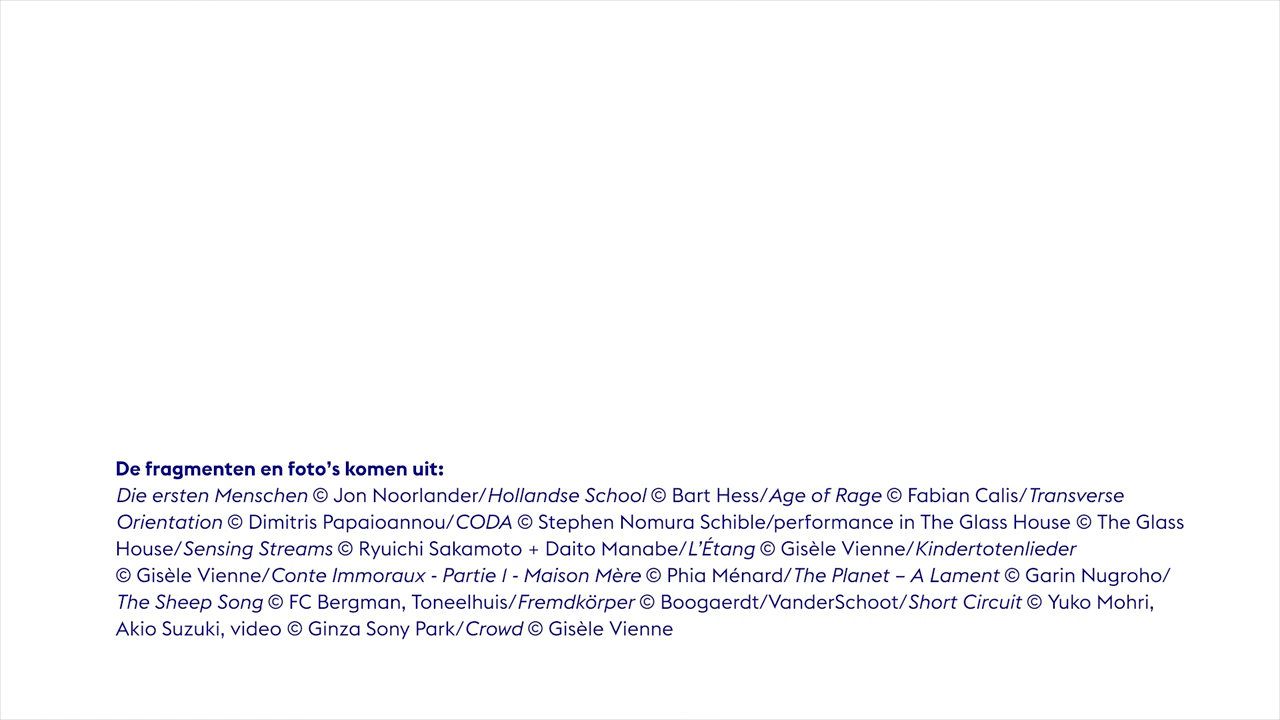 De fragmenten en foto’s komen uit:
Die ersten Menschen © Jon Noorlander/Hollandse School © Bart Hess/Age of Rage © Fabian Calis/Transverse
Orientation © Dimitris Papaioannou/CODA © Stephen Nomura Schible/performance in The Glass House © The Glass
House/Sensing Streams © Ryuichi Sakamoto + Daito Manabe/L’Étang © Gisèle Vienne/Kindertotenlieder
© Gisèle Vienne/Conte Immoraux - Partie I - Maison Mère © Phia Ménard/The Planet – A Lament © Garin Nugroho/
The Sheep Song © FC Bergman, Toneelhuis/Fremdkörper © Boogaerdt/VanderSchoot/Short Circuit © Yuko Mohri,
Akio Suzuki, video © Ginza Sony Park/Crowd © Gisèle Vienne